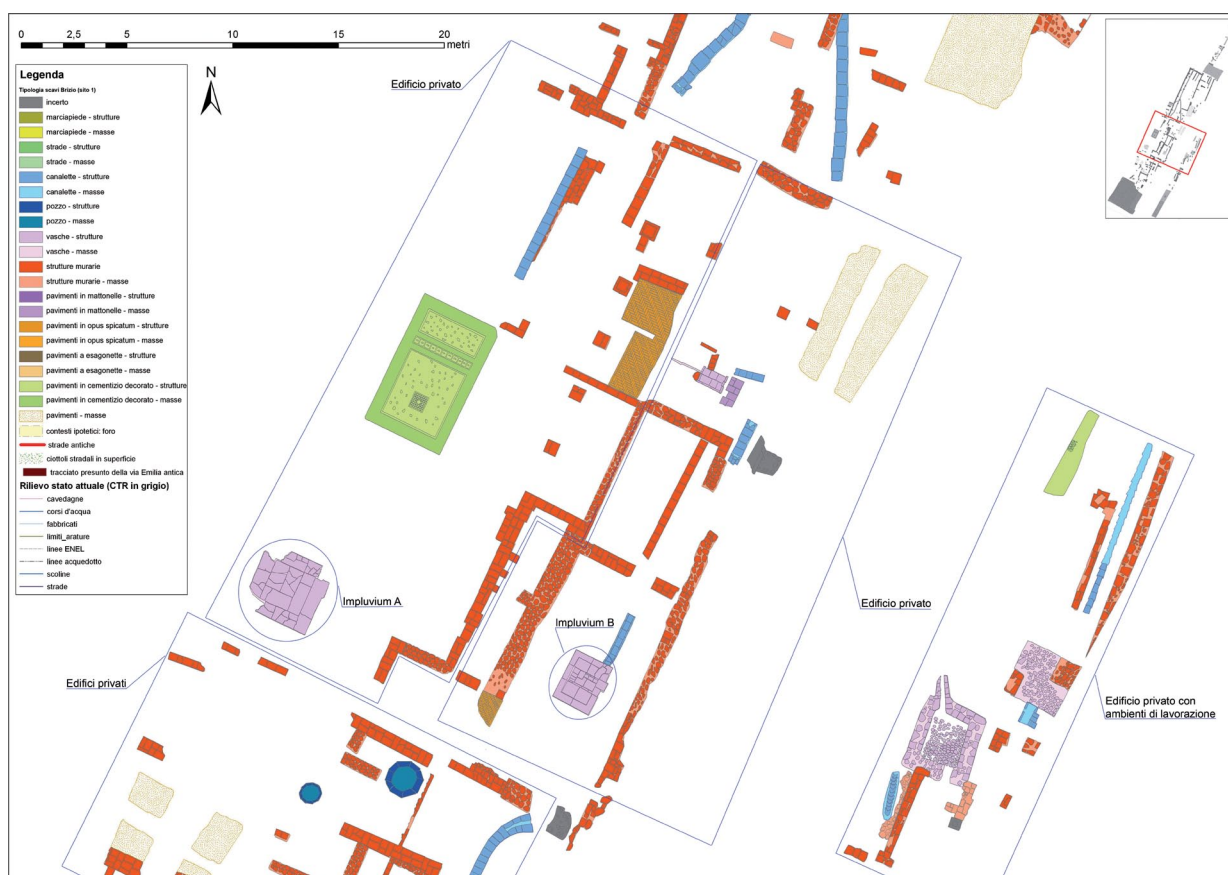 0 2,5 5 10 15 20
metri
N
Legenda
Tipologia scavi Brizio (sito 1)
incerto
marciapiede - strutture
marciapiede - masse
strade - strutture
strade - masse
canalette - strutture
canalette - masse
pozzo - strutture
pozzo - masse
vasche - strutture
vasche - masse
strutture murarie
strutture murarie - masse
pavimenti in mattonelle - strutture
pavimenti in mattonelle - masse
pavimenti in opus spicatum - strutture
pavimenti in opus spicatum - masse
pavimenti a esagonette - strutture
pavimenti a esagonette - masse
pavimenti in cementizio decorato - strutture
pavimenti in cementizio decorato - masse
pavimenti - masse
contesti ipotetici: foro
strade antiche
ciottoli stradali in superficie
tracciato presunto della via Emilia antica
Rilievo stato attuale (CTR in grigio)
cavedagne
corsi d'acqua
fabbricati
limiti_arature
linee ENEL
linee acquedotto
scoline
strade
Edificio privato
Impluvium A
Impluvium B
Edificio privato
Edifici privati
Edificio privato con
ambienti di lavorazione